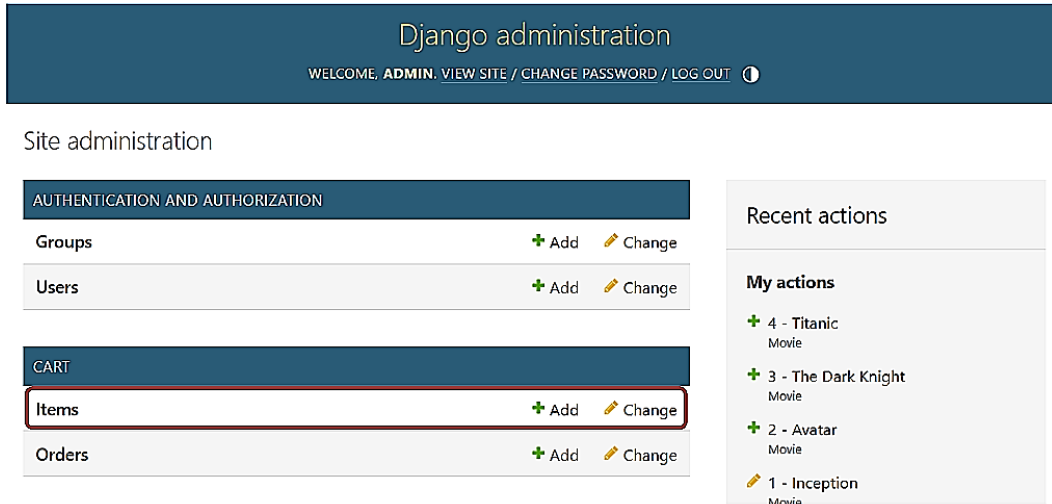 Django administration
WELCOME, ADMIN. VIEW SITE / CHANGE PASSWORD / LOG OUT
Site administration
AUTHENTICATION AND AUTHORIZATION
Groups Add Change
Users Add Change
CART
Items Add Change
Orders Add Change
Recent actions
My actions
4 - Titanic
Movie
3 - The Dark Knight
Movie
2 - Avatar
Movie
1 - Inception
Movie